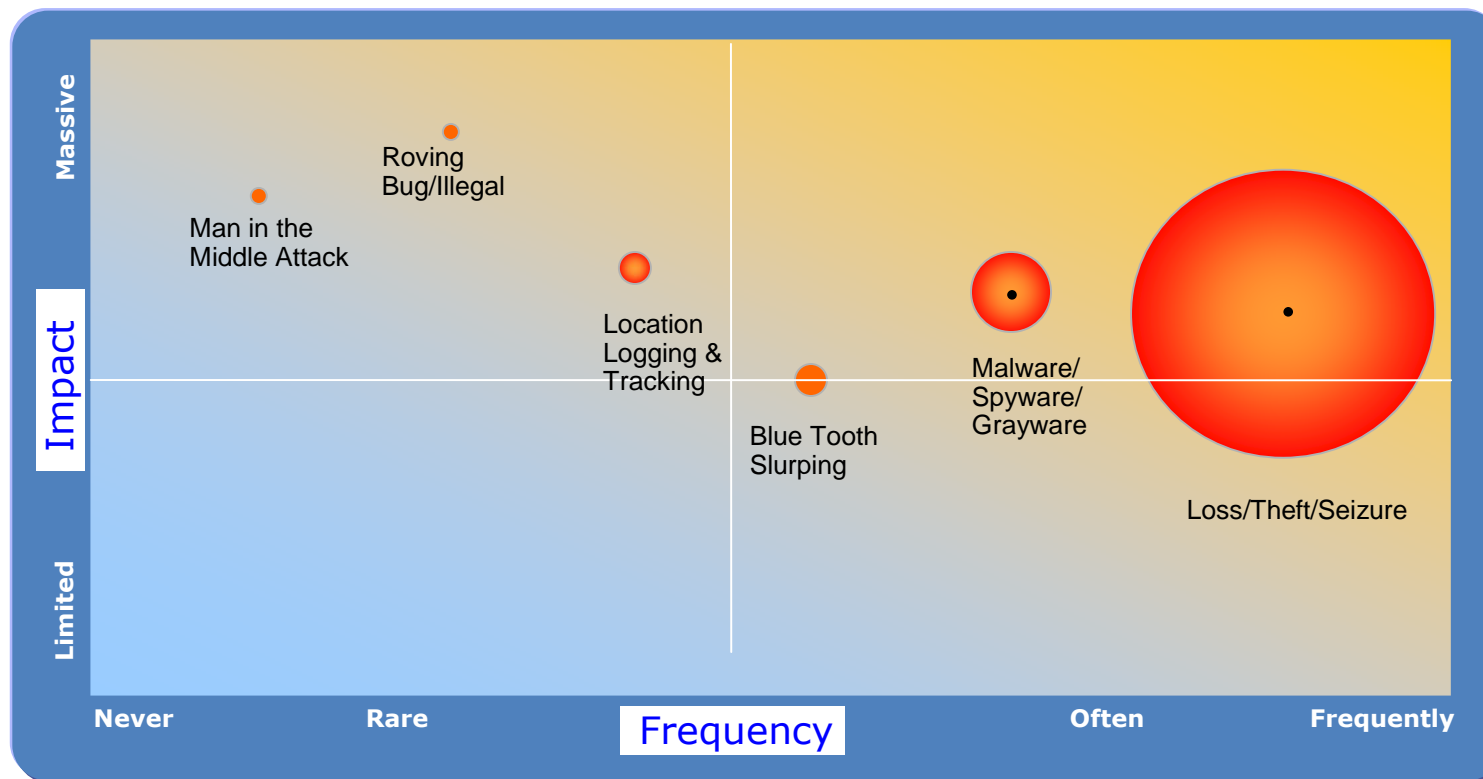 Massive
Roving
Bug/Illegal
Man in the
Middle Attack
Impact
Location
Logging &
Tracking
Malware/
Spyware/
Grayware
Blue Tooth
Slurping
Loss/Theft/Seizure
Limited
Never
Rare
Frequency
Often
Frequently